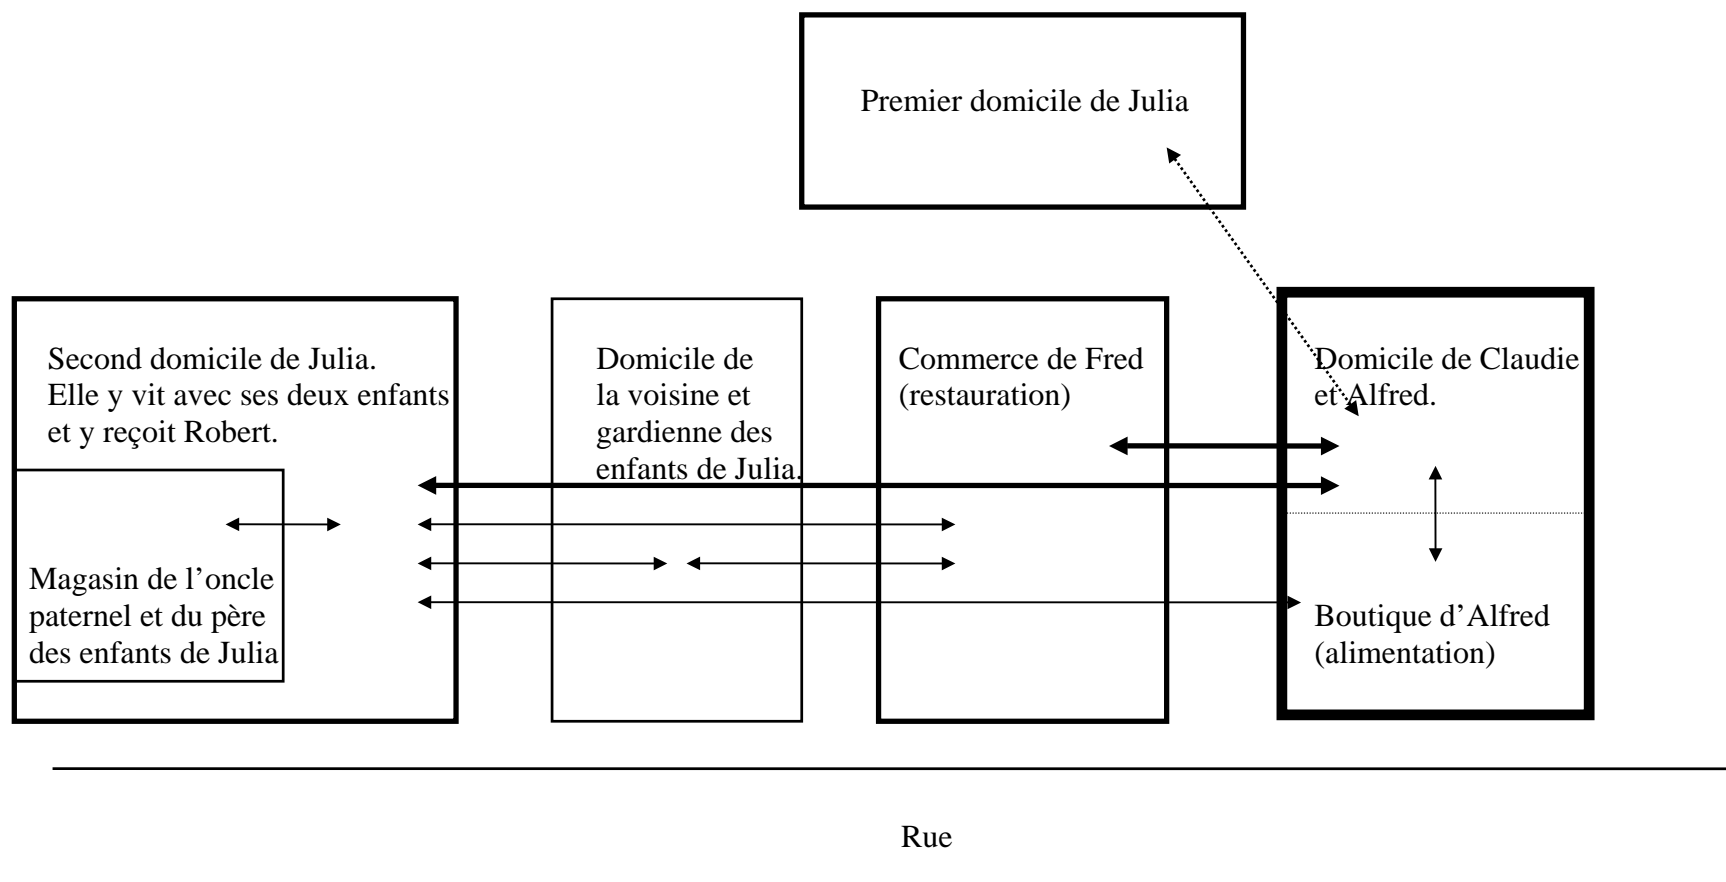 Premier domicile de Julia
Second domicile de Julia.
Elle y vit avec ses deux enfants
et y reçoit Robert.
Magasin de l’oncle
paternel et du père
des enfants de Julia
Domicile de
la voisine et
gardienne des
enfants de Julia.
Commerce de Fred
(restauration)
Domicile de Claudie
et Alfred.
Boutique d’Alfred
(alimentation)
Rue